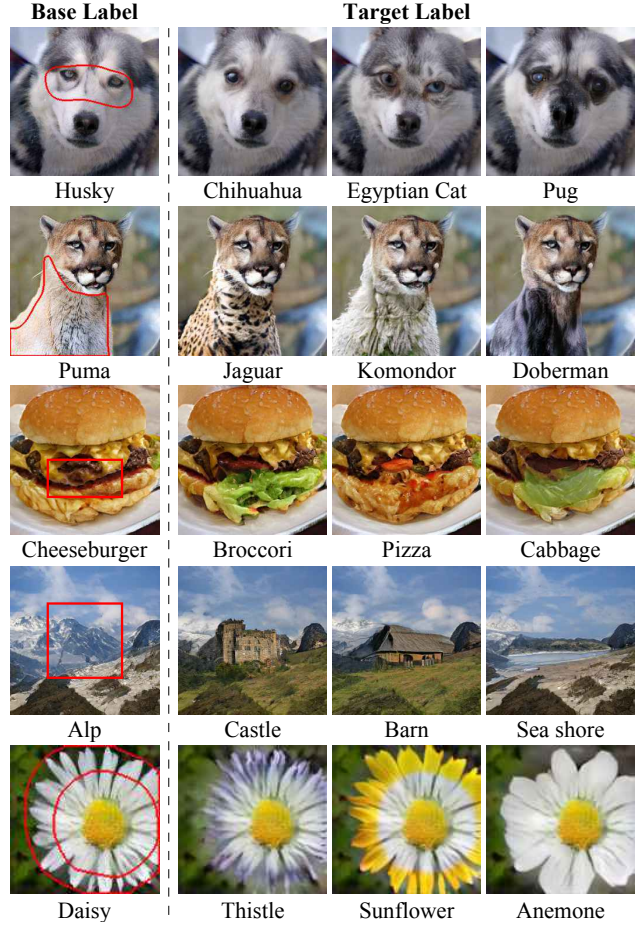 Base Label Target Label
Husky Chihuahua Egyptian Cat Pug
Puma Jaguar Komondor Doberman
Cheeseburger Broccori Pizza Cabbage
Alp Castle Barn Sea shore
Daisy Thistle Sunflower Anemone